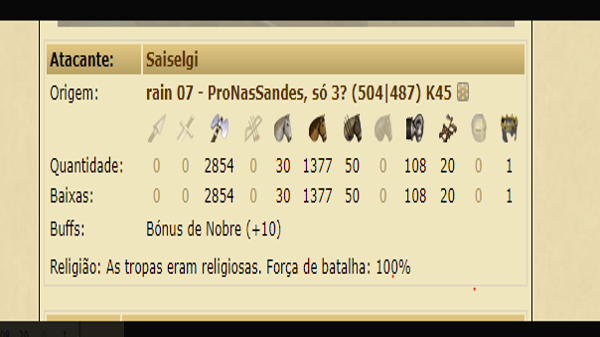 Atacante: Saiselgi
Origem: rain 07 - ProNasSandes, só 3? (504|487) K45
Quantidade: 0 0 2854 0 30 1377 50 0 108 20 0 1
Baixas: 0 0 2854 0 30 1377 50 0 108 20 0 1
Buffs: Bónus de Nobre (+10)
Religião: As tropas eram religiosas. Força de batalha: 100%